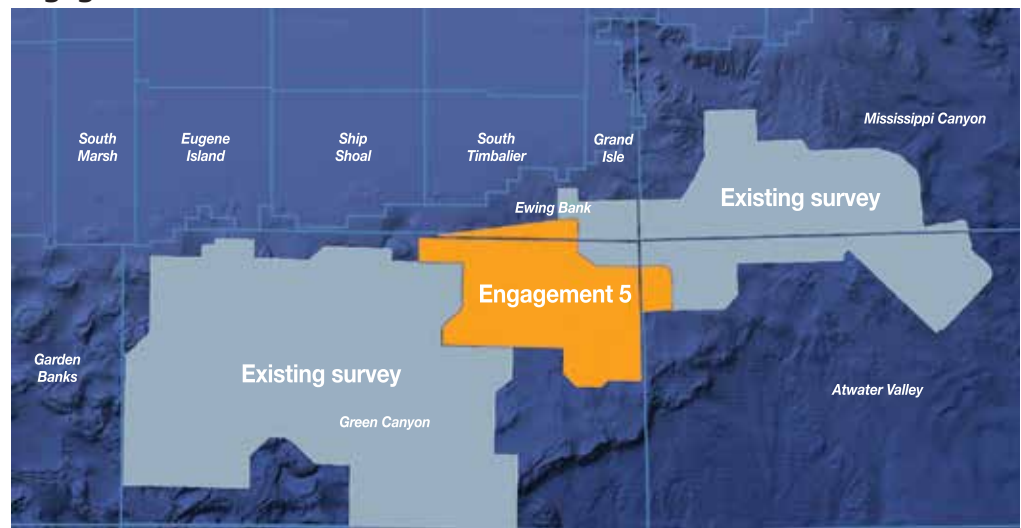 Mississippi Canyon
South
Marsh
Eugene
Island
Ship
Shoal
South
Timbalier
Grand
Isle
Existing survey
Ewing Bank
Engagement 5
Garden
Banks
Existing survey
Atwater Valley
Green Canyon